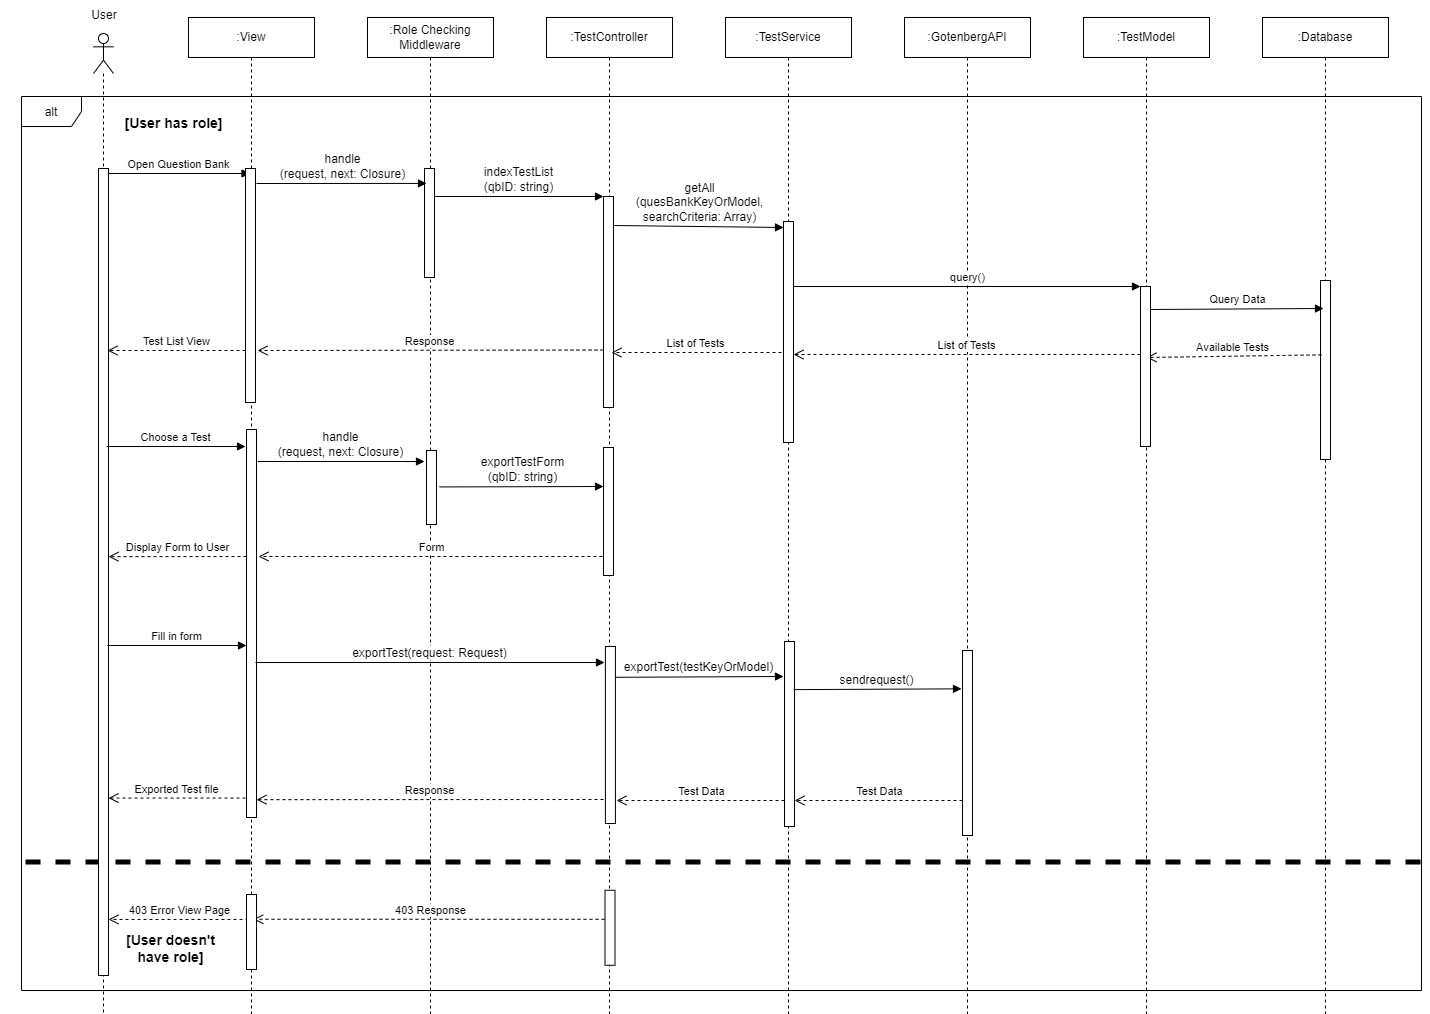 User
:View
:Role Checking
Middleware
:TestController
:TestService
:GotenbergAPI
:TestModel
:Database
alt
[User has role]
Open Question Bank
handle
(request, next: Closure)
indexTestList
(qbID: string)
getAll
(quesBankKeyOrModel,
searchCriteria: Array)
query()
Query Data
Test List View
Response
List of Tests
List of Tests
Available Tests
Choose a Test
handle
(request, next: Closure)
exportTestForm
(qbID: string)
Display Form to User
Form
Fill in form
exportTest(request: Request)
exportTest(testKeyOrModel)
sendrequest()
Exported Test file
Response
Test Data
Test Data
403 Error View Page
403 Response
[User doesn't
have role]